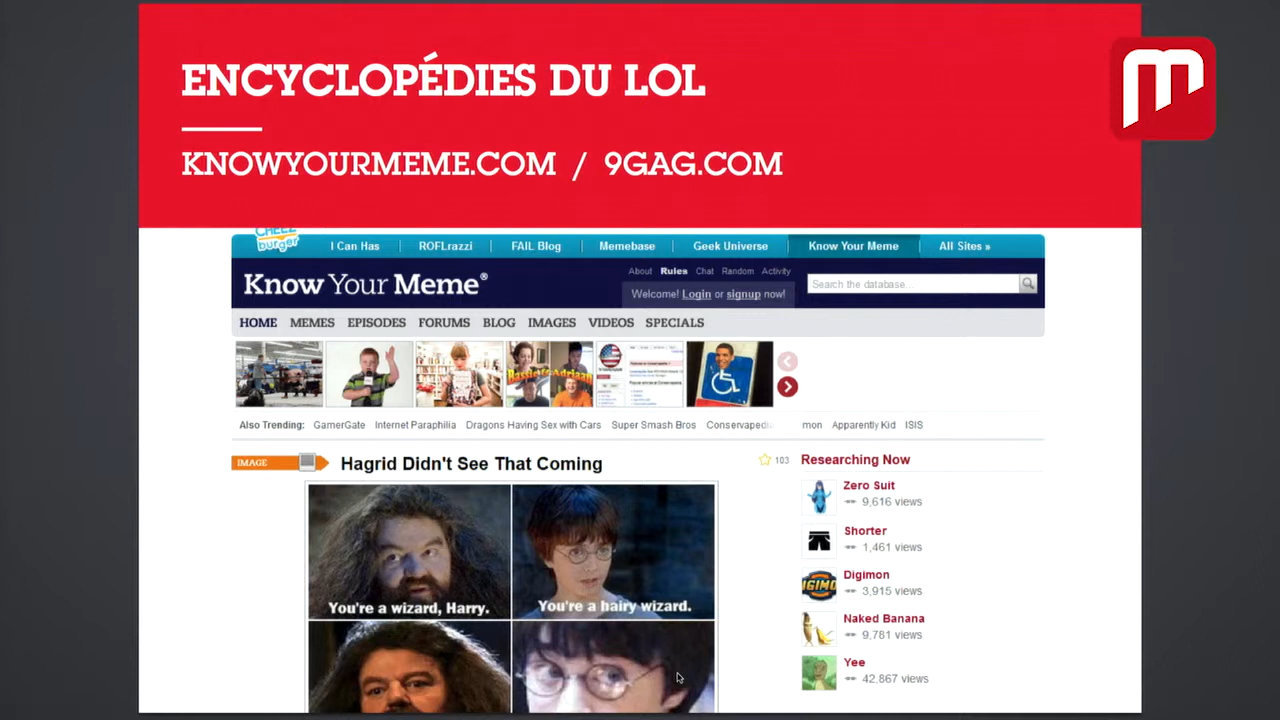 ENCYCLOPÉDIES DU LOL
KNOWYOURMEME.COM / 9GAG.COM
CHEEZ burger
I Can Has
ROFLrazzi
FAIL Blog
Memebase
Geek Universe
Know Your Meme
All Sites »
About Rules Chat Random Activity
Know Your Meme®
Search the database...
Welcome! Login or signup now!
HOME MEMES EPISODES FORUMS BLOG IMAGES VIDEOS SPECIALS
Also Trending: GamerGate Internet Paraphilia Dragons Having Sex with Cars Super Smash Bros Conservapedia mon Apparently Kid ISIS
IMAGE
Hagrid Didn't See That Coming
103
Researching Now
Zero Suit
9,616 views
Shorter
1,461 views
Digimon
3,915 views
Naked Banana
9,781 views
Yee
42,867 views
You're a wizard, Harry.
You're a hairy wizard.